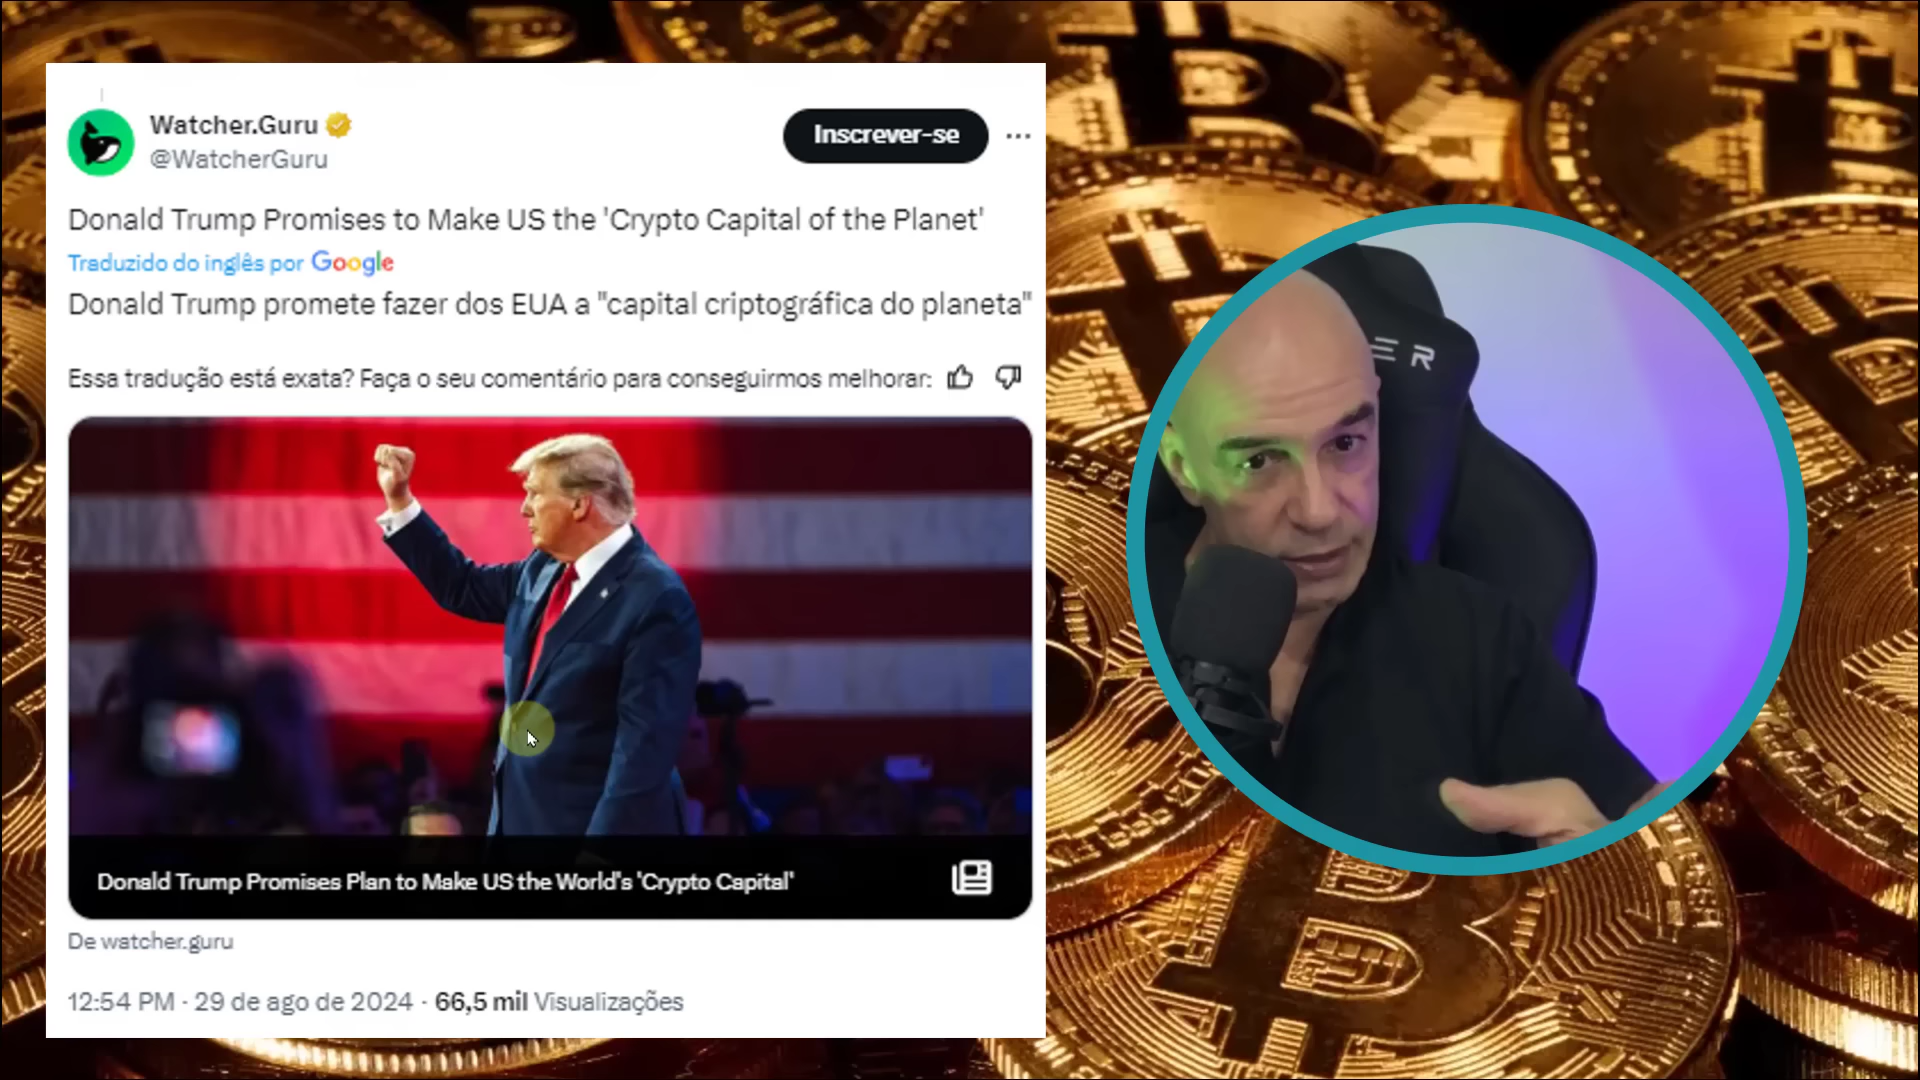 Watcher.Guru
@WatcherGuru
Inscrever-se
Donald Trump Promises to Make US the 'Crypto Capital of the Planet'
Traduzido do inglês por Google
Donald Trump promete fazer dos EUA a "capital criptográfica do planeta"
Essa tradução está exata? Faça o seu comentário para conseguirmos melhorar:
Donald Trump Promises Plan to Make US the World's 'Crypto Capital'
De watcher.guru
12:54 PM · 29 de ago de 2024 · 66,5 mil Visualizações